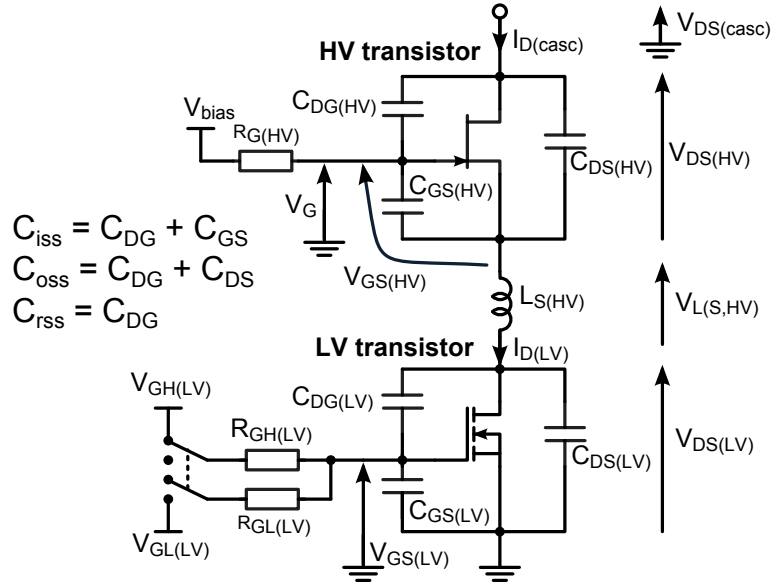 I_D(casc)
V_DS(casc)
HV transistor
C_DG(HV)
V_bias
R_G(HV)
C_DS(HV)
V_DS(HV)
C_GS(HV)
V_G
C_iss = C_DG + C_GS
C_oss = C_DG + C_DS
C_rss = C_DG
V_GS(HV)
L_S(HV)
V_L(S,HV)
LV transistor
I_D(LV)
V_GH(LV)
C_DG(LV)
R_GH(LV)
V_DS(LV)
C_DS(LV)
R_GL(LV)
C_GS(LV)
V_GL(LV)
V_GS(LV)